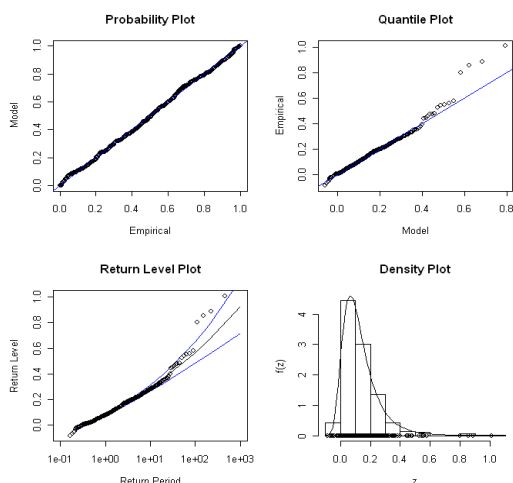 Probability Plot
Model
0.0 0.2 0.4 0.6 0.8 1.0
0.0 0.2 0.4 0.6 0.8 1.0
Empirical
Quantile Plot
Empirical
0.0 0.2 0.4 0.6 0.8 1.0
0.0 0.2 0.4 0.6 0.8
Model
Return Level Plot
Return Level
0.0 0.2 0.4 0.6 0.8 1.0
1e-01 1e+00 1e+01 1e+02 1e+03
Return Period
Density Plot
f(z)
0 1 2 3 4
0.0 0.2 0.4 0.6 0.8 1.0
z